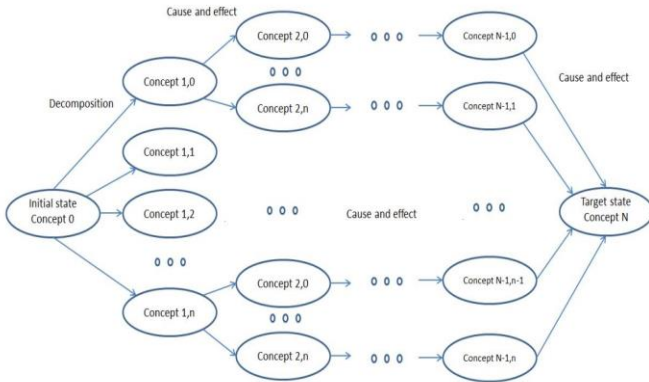 Cause and effect
Concept 2,0
Concept N-1,0
Concept 1,0
Cause and effect
Decomposition
Concept 2,n
Concept N-1,1
Concept 1,1
Initial state
Concept 0
Concept 1,2
Cause and effect
Target state
Concept N
Concept 2,0
Concept N-1,n-1
Concept 1,n
Concept 2,n
Concept N-1,n